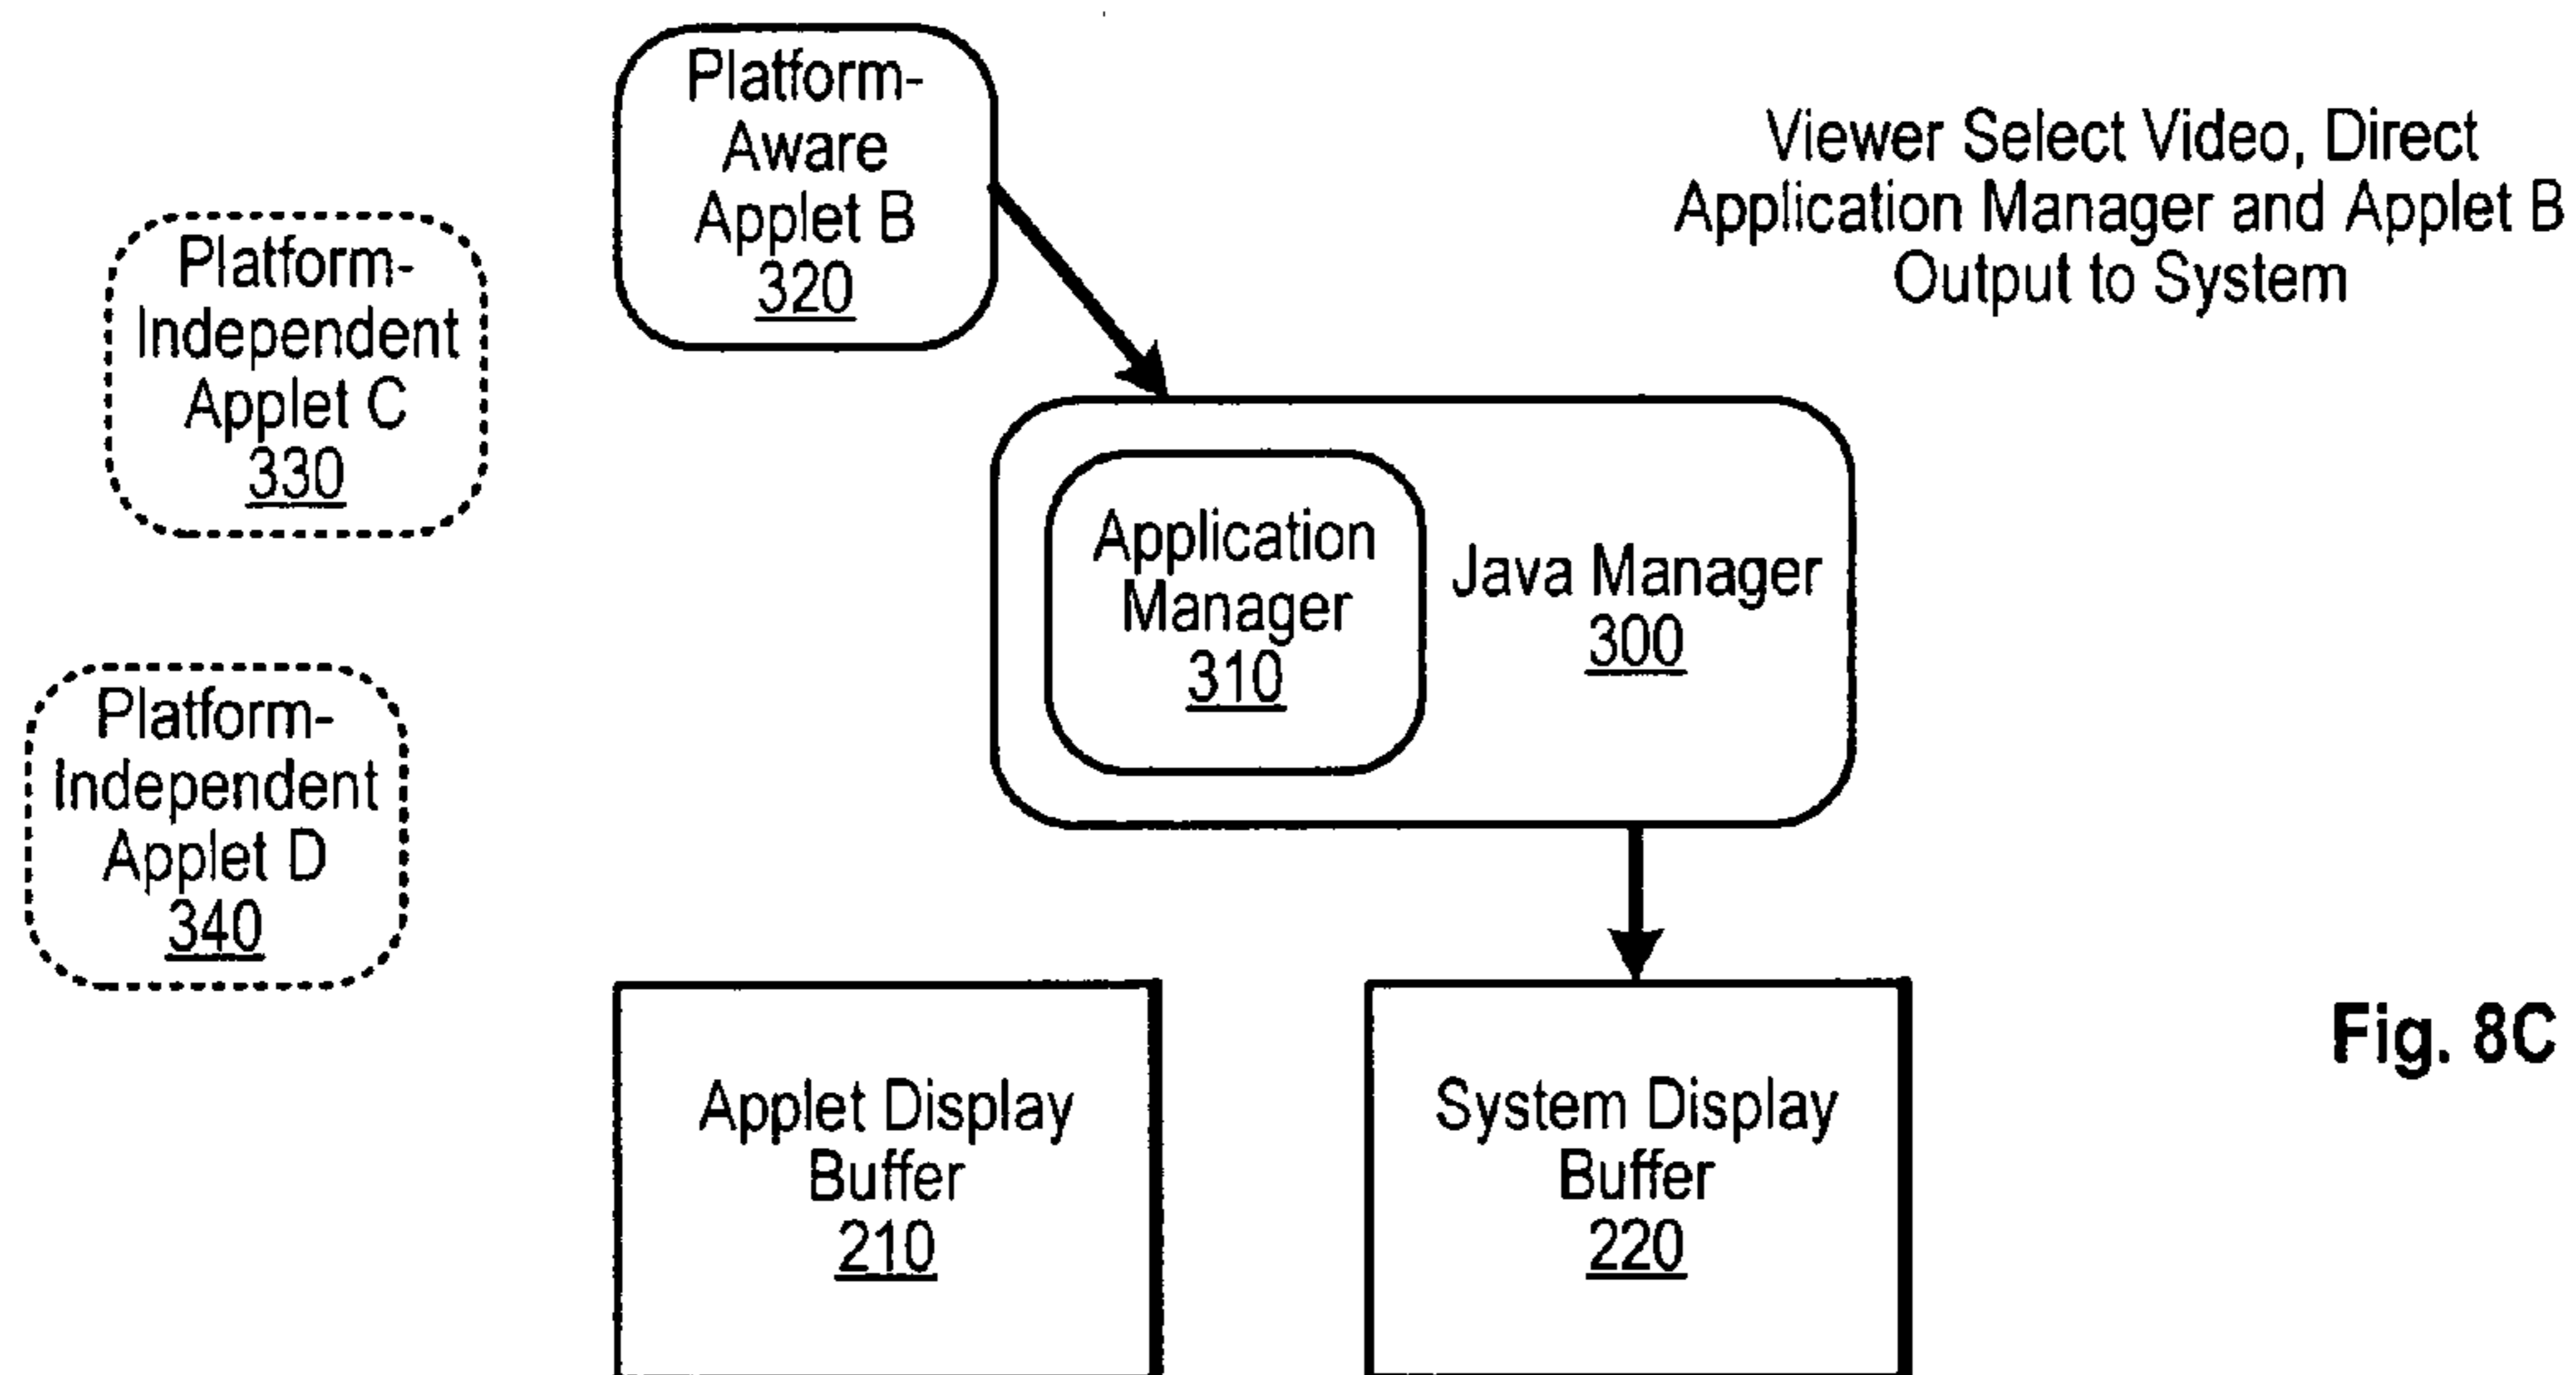 Platform-
Aware
Applet B
320
Viewer Select Video, Direct
Application Manager and Applet B
Output to System
Platform-
Independent
Applet C
330
Application
Manager
310
Java Manager
300
Platform-
Independent
Applet D
340
Applet Display
Buffer
210
System Display
Buffer
220
Fig. 8C